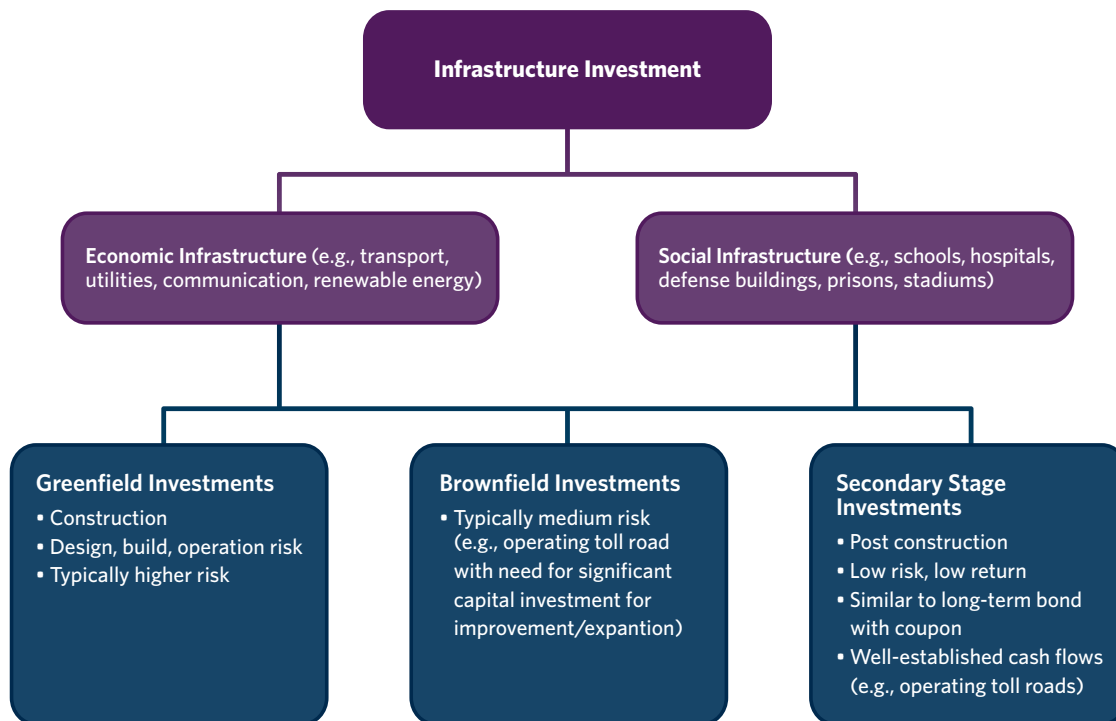 Infrastructure Investment
Economic Infrastructure (e.g., transport,
utilities, communication, renewable energy)
Social Infrastructure (e.g., schools, hospitals,
defense buildings, prisons, stadiums)
Greenfield Investments
▪ Construction
▪ Design, build, operation risk
▪ Typically higher risk
Brownfield Investments
▪ Typically medium risk
(e.g., operating toll road
with need for significant
capital investment for
improvement/expantion)
Secondary Stage
Investments
▪ Post construction
▪ Low risk, low return
▪ Similar to long-term bond
with coupon
▪ Well-established cash flows
(e.g., operating toll roads)